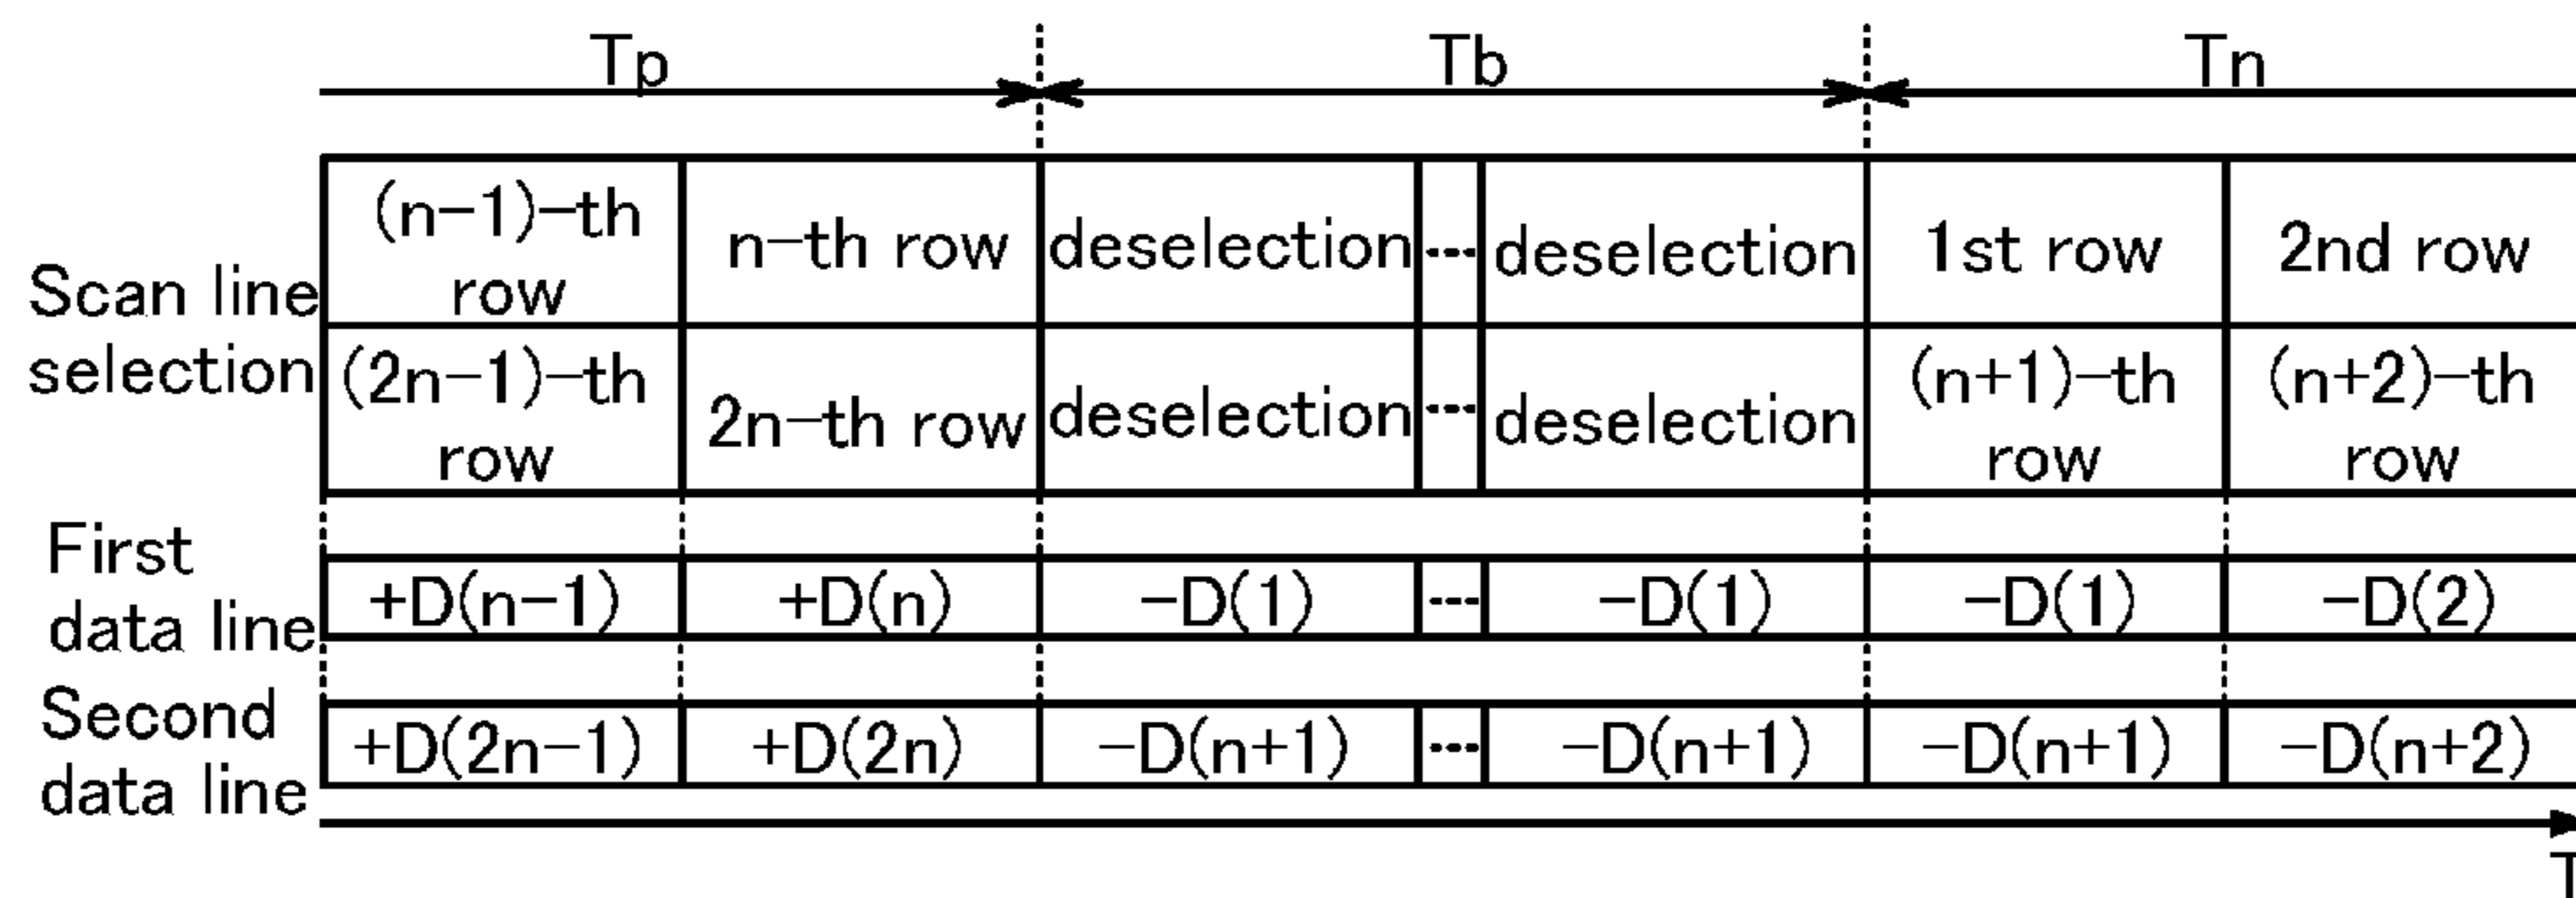 Tp Tb Tn
Scan line
selection
(n-1)-th
row
n-th row
deselection
---
deselection
1st row
2nd row
(2n-1)-th
row
2n-th row
deselection
---
deselection
(n+1)-th
row
(n+2)-th
row
First
data line
+D(n-1) +D(n) -D(1) --- -D(1) -D(1) -D(2)
Second
data line
+D(2n-1) +D(2n) -D(n+1) --- -D(n+1) -D(n+1) -D(n+2)
T